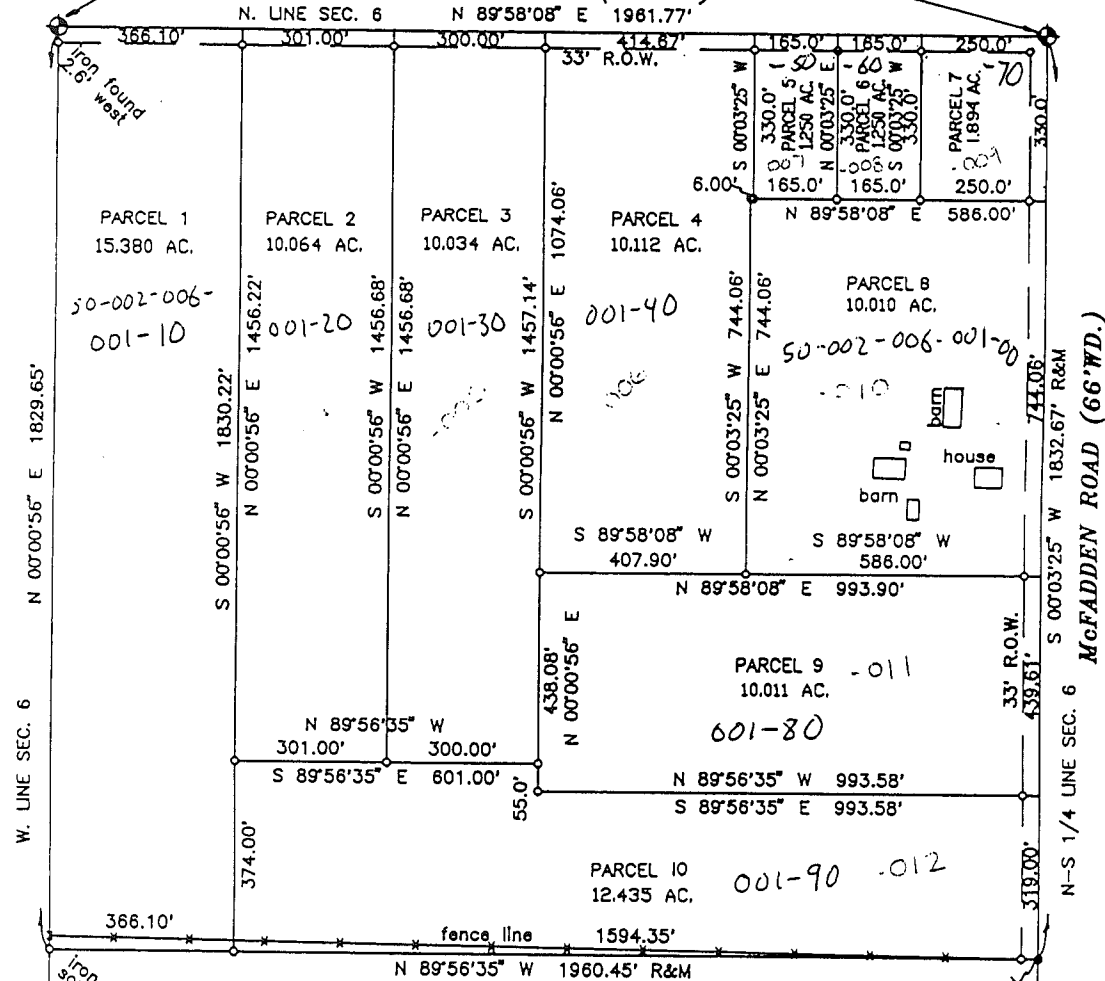 N. LINE SEC. 6 N 89°58'08" E 1961.77'
366.10' 301.00' 300.00' 414.67' 165.0' 165.0' 250.0'
33' R.O.W.
iron found
2.6' west
S 00°03'25" W
330.0'
PARCEL 5
1.250 AC.
-50
007
N 00°03'25" E
330.0'
PARCEL 6
1.250 AC.
-60
-008
S 00°03'25" W
330.0'
PARCEL 7
1.894 AC.
-70
-009
330.0'
6.00' 165.0' 165.0' 250.0'
N 89°58'08" E 586.00'
PARCEL 1
15.380 AC.
50-002-006-
001-10
PARCEL 2
10.064 AC.
001-20
PARCEL 3
10.034 AC.
001-30
PARCEL 4
10.112 AC.
001-40
006
PARCEL 8
10.010 AC.
50-002-006-001-00
-010
barn
house
barn
N 00°00'56" E 1829.65'
S 00°00'56" W 1830.22'
N 00°00'56" E 1456.22'
S 00°00'56" W 1456.68'
N 00°00'56" E 1456.68'
S 00°00'56" W 1457.14'
N 00°00'56" E 1074.06'
S 00°03'25" W 744.06'
N 00°03'25" E 744.06'
744.06'
S 00°03'25" W 1832.67' R&M
McFADDEN ROAD (66'WD.)
S 89°58'08" W
407.90'
S 89°58'08" W
586.00'
N 89°58'08" E 993.90'
438.08'
N 00°00'56" E
PARCEL 9
10.011 AC.
-011
001-80
33' R.O.W.
439.61'
N 89°56'35" W
301.00' 300.00'
S 89°56'35" E 601.00'
55.0'
N 89°56'35" W 993.58'
S 89°56'35" E 993.58'
W. LINE SEC. 6
N-S 1/4 LINE SEC. 6
374.00'
PARCEL 10
12.435 AC.
001-90 -012
319.00'
366.10'
fence line 1594.35'
N 89°56'35" W 1960.45' R&M
iron